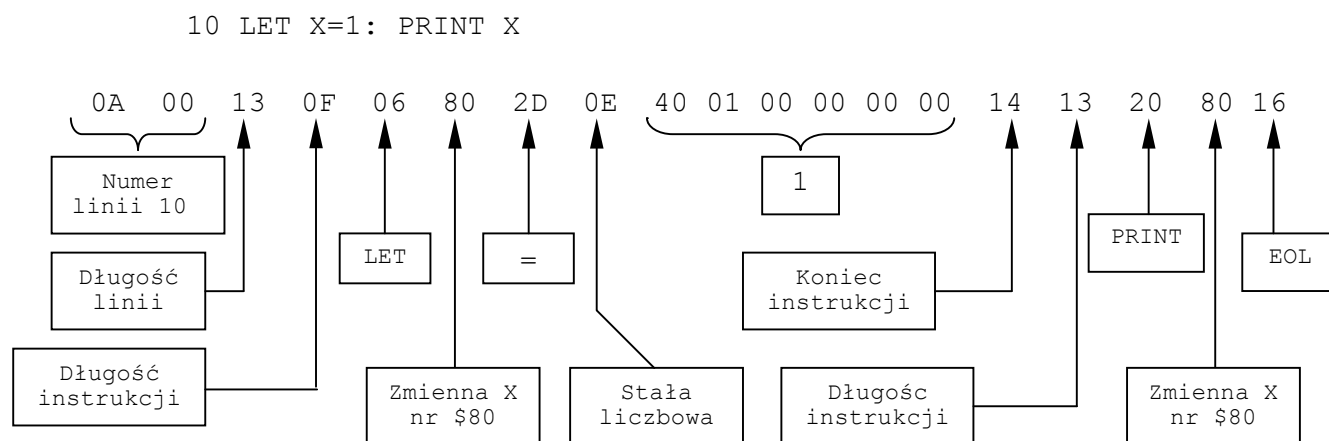 10 LET X=1: PRINT X
0A 00 13 0F 06 80 2D 0E 40 01 00 00 00 00 14 13 20 80 16
Numer
linii 10
1
LET
=
PRINT
EOL
Długość
linii
Koniec
instrukcji
Długość
instrukcji
Zmienna X
nr $80
Stała
liczbowa
Długośc
instrukcji
Zmienna X
nr $80